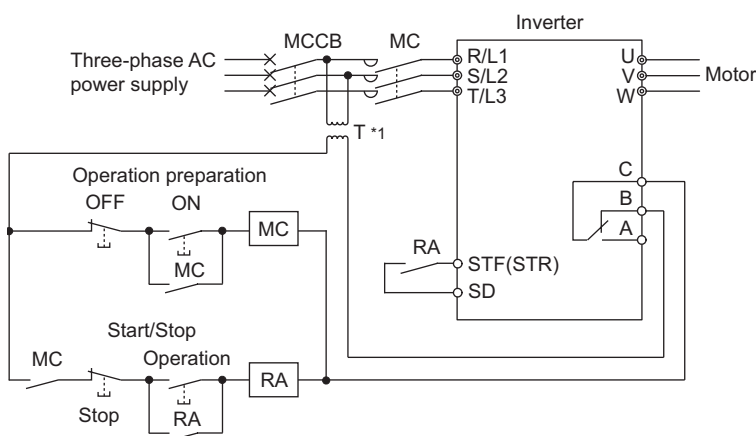 Inverter
MCCB
MC
Three-phase AC
power supply
R/L1
S/L2
T/L3
U
V
W
Motor
T *1
Operation preparation
OFF
ON
MC
MC
C
B
A
RA
STF(STR)
SD
Start/Stop
MC
Operation
RA
Stop
RA